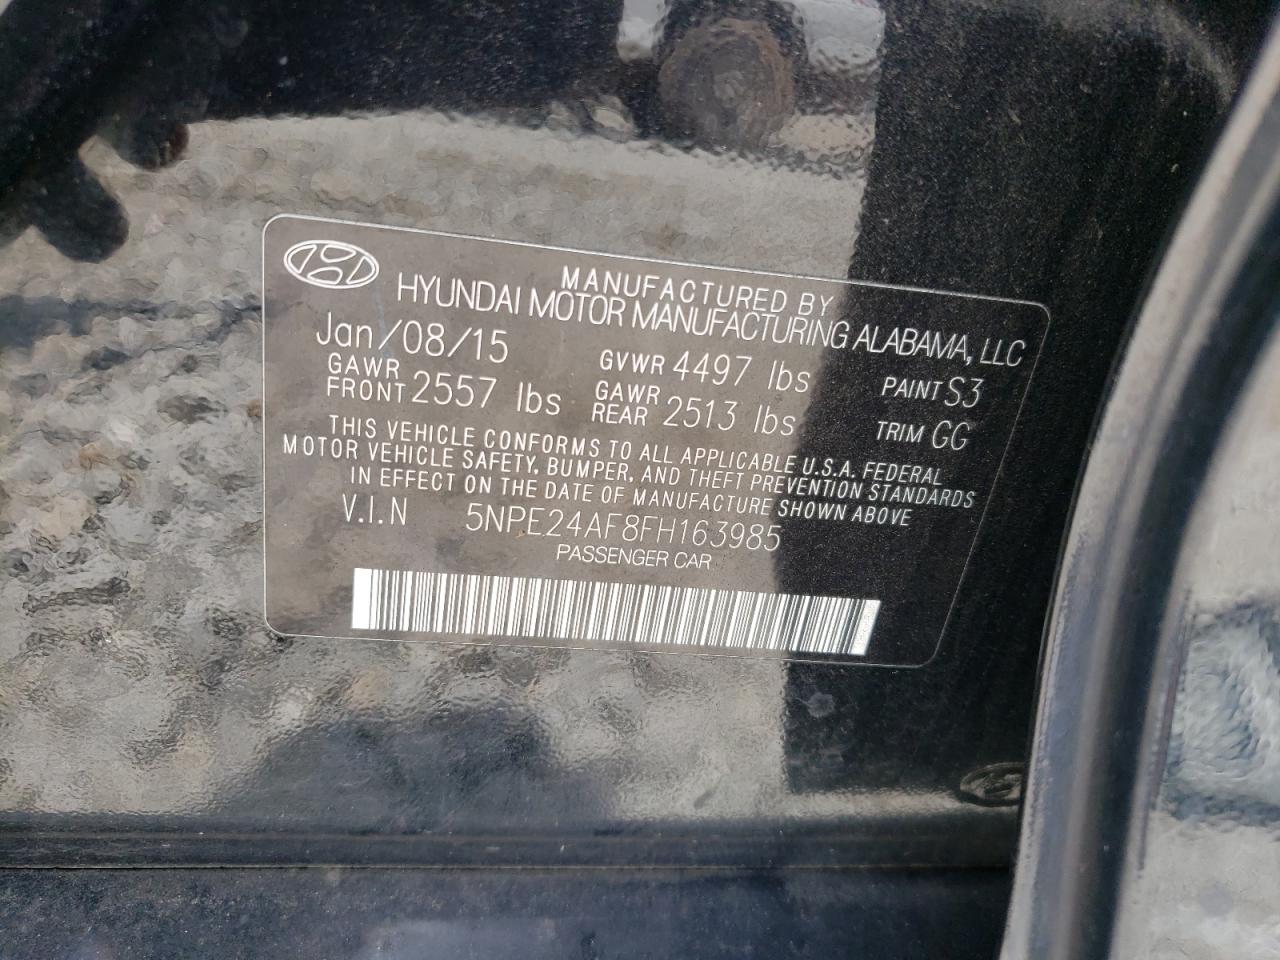 MANUFACTURED BY
HYUNDAI MOTOR MANUFACTURING ALABAMA, LLC
Jan/08/15 GVWR 4497 lbs PAINT S3
GAWR FRONT 2557 lbs GAWR REAR 2513 lbs TRIM GG
THIS VEHICLE CONFORMS TO ALL APPLICABLE U.S.A. FEDERAL
MOTOR VEHICLE SAFETY, BUMPER, AND THEFT PREVENTION STANDARDS
IN EFFECT ON THE DATE OF MANUFACTURE SHOWN ABOVE
V.I.N 5NPE24AF8FH163985
PASSENGER CAR